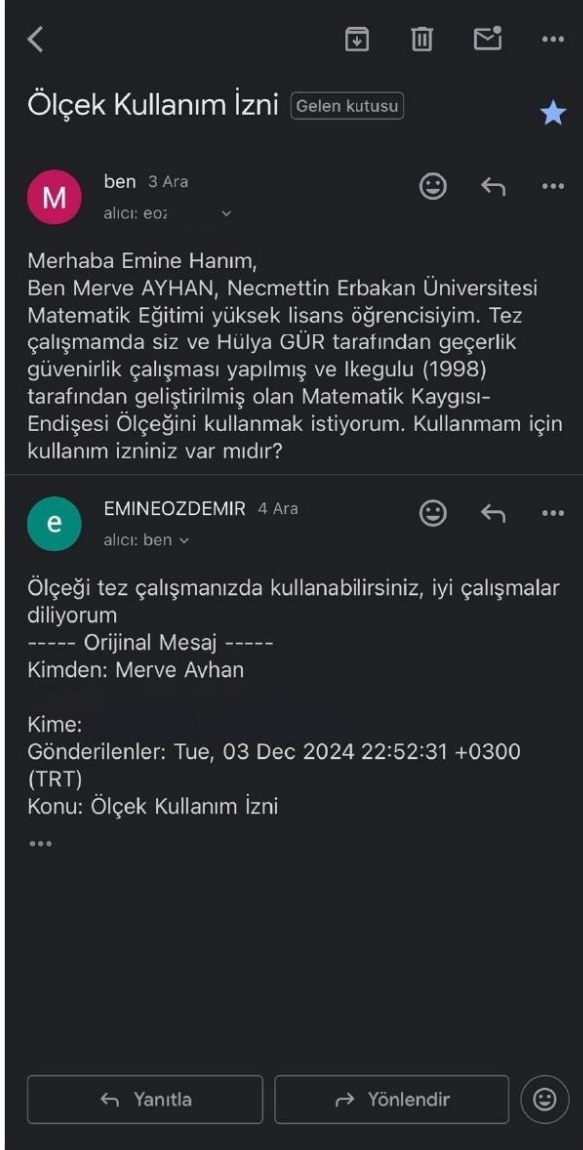 Ölçek Kullanım İzni Gelen kutusu
M
ben 3 Ara
alıcı: eoz
Merhaba Emine Hanım,
Ben Merve AYHAN, Necmettin Erbakan Üniversitesi
Matematik Eğitimi yüksek lisans öğrencisiyim. Tez
çalışmamda siz ve Hülya GÜR tarafından geçerlik
güvenirlik çalışması yapılmış ve Ikegulu (1998)
tarafından geliştirilmiş olan Matematik Kaygısı-
Endişesi Ölçeğini kullanmak istiyorum. Kullanmam için
kullanım izniniz var mıdır?
e
EMINEOZDEMIR 4 Ara
alıcı: ben
Ölçeği tez çalışmanızda kullanabilirsiniz, iyi çalışmalar
diliyorum
----- Orijinal Mesaj -----
Kimden: Merve Ayhan
Kime:
Gönderilenler: Tue, 03 Dec 2024 22:52:31 +0300
(TRT)
Konu: Ölçek Kullanım İzni
Yanıtla
Yönlendir